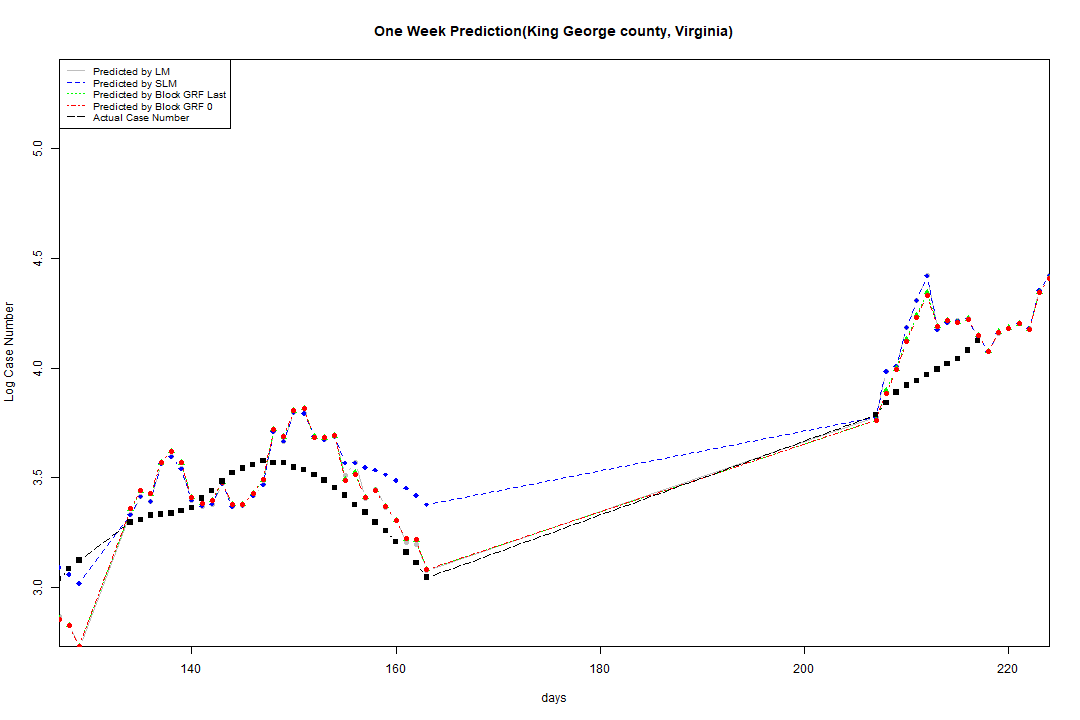 One Week Prediction(King George county, Virginia)
Predicted by LM
Predicted by SLM
Predicted by Block GRF Last
Predicted by Block GRF 0
Actual Case Number
Log Case Number
5.0
4.5
4.0
3.5
3.0
140 160 180 200 220
days